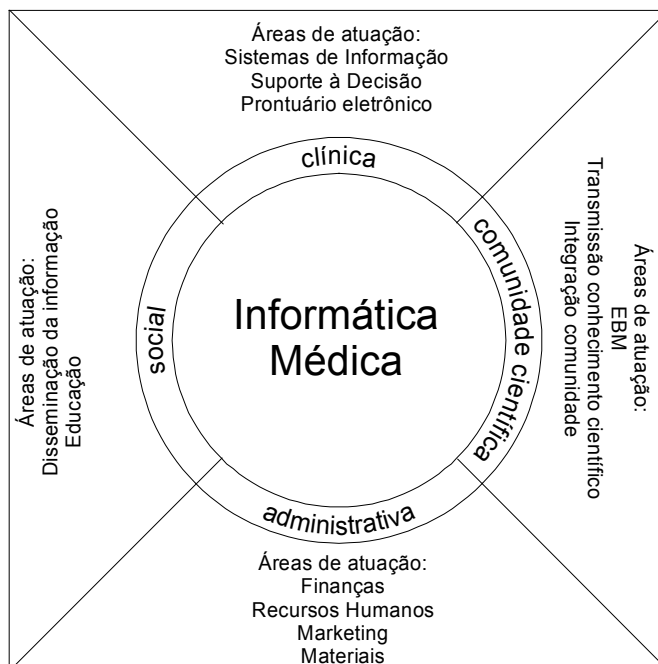 Áreas de atuação:
Sistemas de Informação
Suporte à Decisão
Prontuário eletrônico
clínica
Áreas de atuação:
Disseminação da informação
Educação
social
Informática
Médica
comunidade científica
Áreas de atuação:
EBM
Transmissão conhecimento científico
Integração comunidade
administrativa
Áreas de atuação:
Finanças
Recursos Humanos
Marketing
Materiais